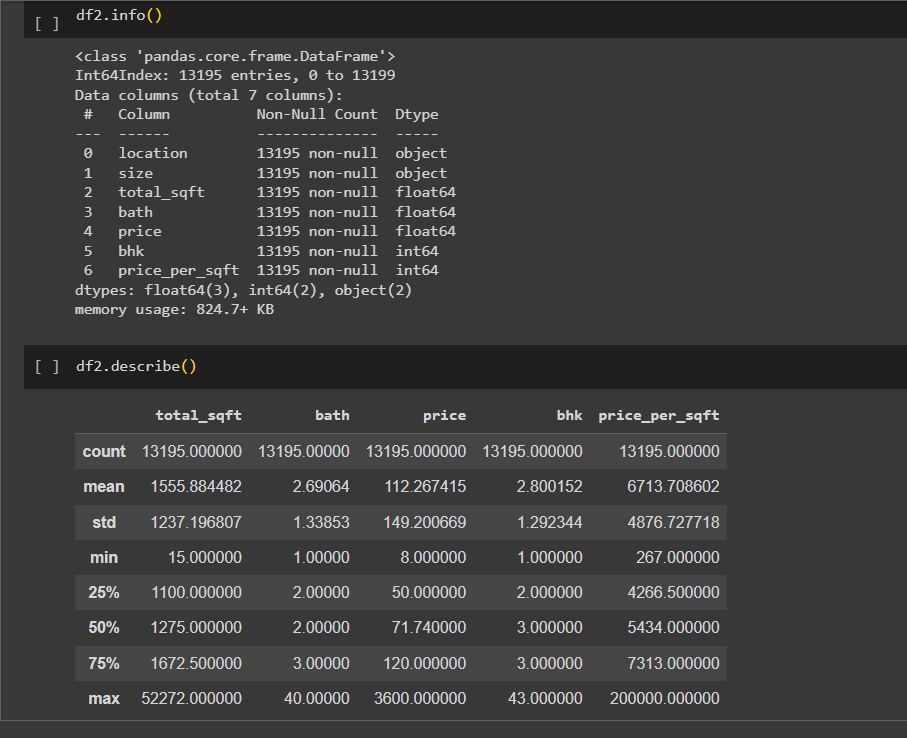 [ ] df2.info()
<class 'pandas.core.frame.DataFrame'>
Int64Index: 13195 entries, 0 to 13199
Data columns (total 7 columns):
 #   Column          Non-Null Count  Dtype
---  ------          --------------  -----
 0   location        13195 non-null  object
 1   size            13195 non-null  object
 2   total_sqft      13195 non-null  float64
 3   bath            13195 non-null  float64
 4   price           13195 non-null  float64
 5   bhk             13195 non-null  int64
 6   price_per_sqft  13195 non-null  int64
dtypes: float64(3), int64(2), object(2)
memory usage: 824.7+ KB
[ ] df2.describe()
total_sqft bath price bhk price_per_sqft
count 13195.000000 13195.00000 13195.000000 13195.000000 13195.000000
mean 1555.884482 2.69064 112.267415 2.800152 6713.708602
std 1237.196807 1.33853 149.200669 1.292344 4876.727718
min 15.000000 1.00000 8.000000 1.000000 267.000000
25% 1100.000000 2.00000 50.000000 2.000000 4266.500000
50% 1275.000000 2.00000 71.740000 3.000000 5434.000000
75% 1672.500000 3.00000 120.000000 3.000000 7313.000000
max 52272.000000 40.00000 3600.000000 43.000000 200000.000000